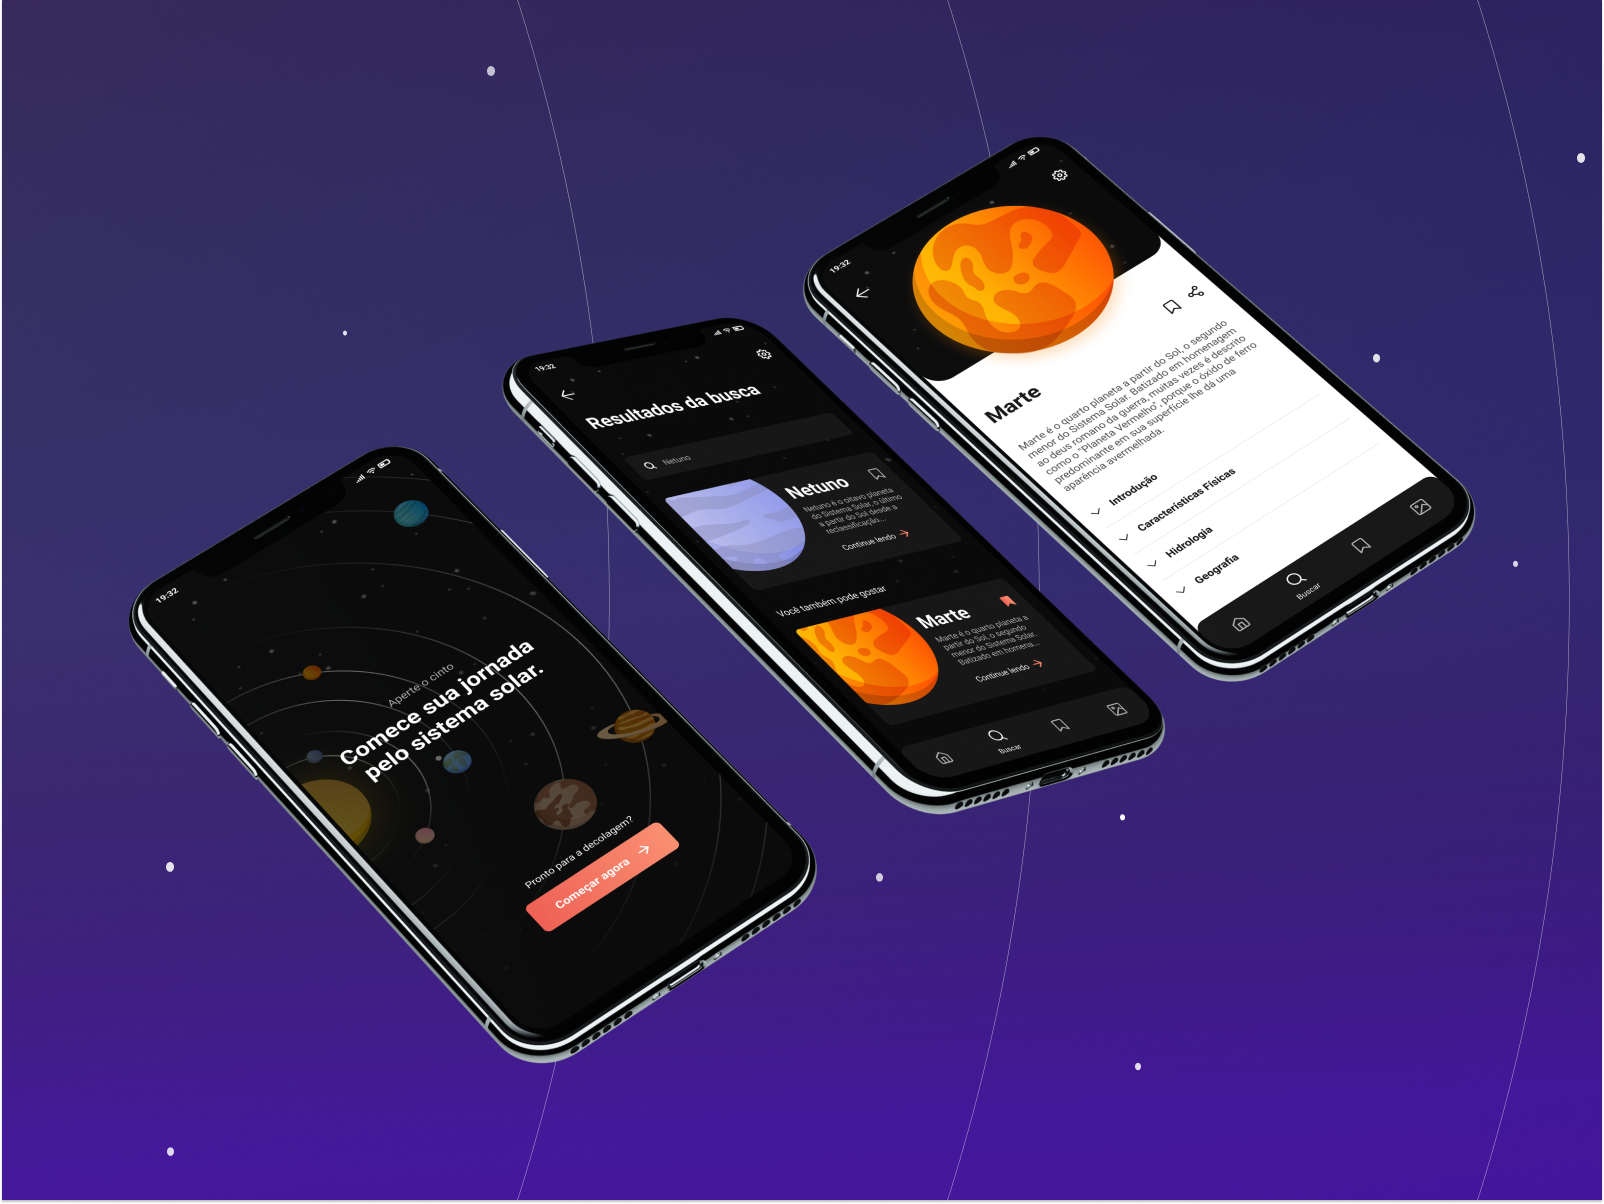 19:32
Aperte o cinto
Comece sua jornada
pelo sistema solar.
Pronto para a decolagem?
Começar agora
19:32
Resultados da busca
Netuno
Netuno
Netuno é o oitavo planeta
do Sistema Solar, o último
a partir do Sol desde a
reclassificação...
Continue lendo
Você também pode gostar
Marte
Marte é o quarto planeta a
partir do Sol, o segundo
menor do Sistema Solar.
Batizado em homena...
Continue lendo
Buscar
19:32
Marte
Marte é o quarto planeta a partir do Sol, o segundo
menor do Sistema Solar. Batizado em homenagem
ao deus romano da guerra, muitas vezes é descrito
como o "Planeta Vermelho", porque o óxido de ferro
predominante em sua superfície lhe dá uma
aparência avermelhada.
Introdução
Características Físicas
Hidrologia
Geografia
Buscar